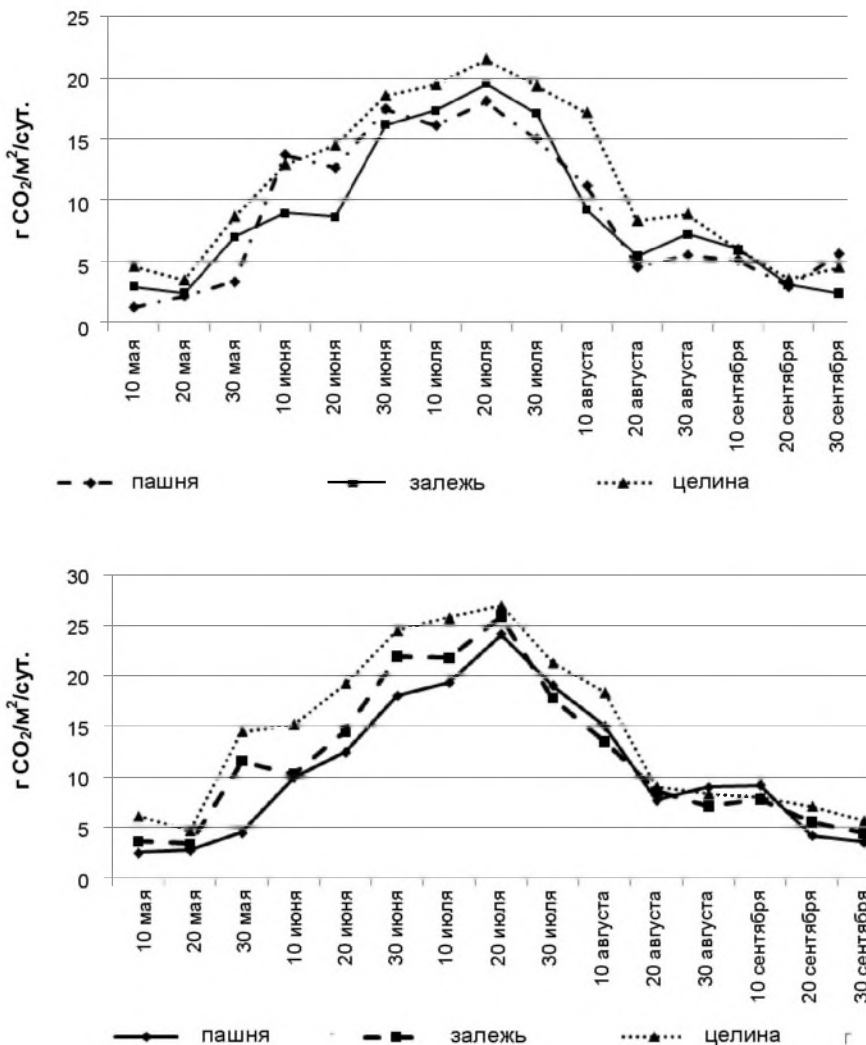 25
20
15
10
5
0
г CO₂/м²/сут.
10 мая
20 мая
30 мая
10 июня
20 июня
30 июня
10 июля
20 июля
30 июля
10 августа
20 августа
30 августа
10 сентября
20 сентября
30 сентября
пашня залежь целина
30
25
20
15
10
5
0
г CO₂/м²/сут.
10 мая
20 мая
30 мая
10 июня
20 июня
30 июня
10 июля
20 июля
30 июля
10 августа
20 августа
30 августа
10 сентября
20 сентября
30 сентября
пашня залежь целина